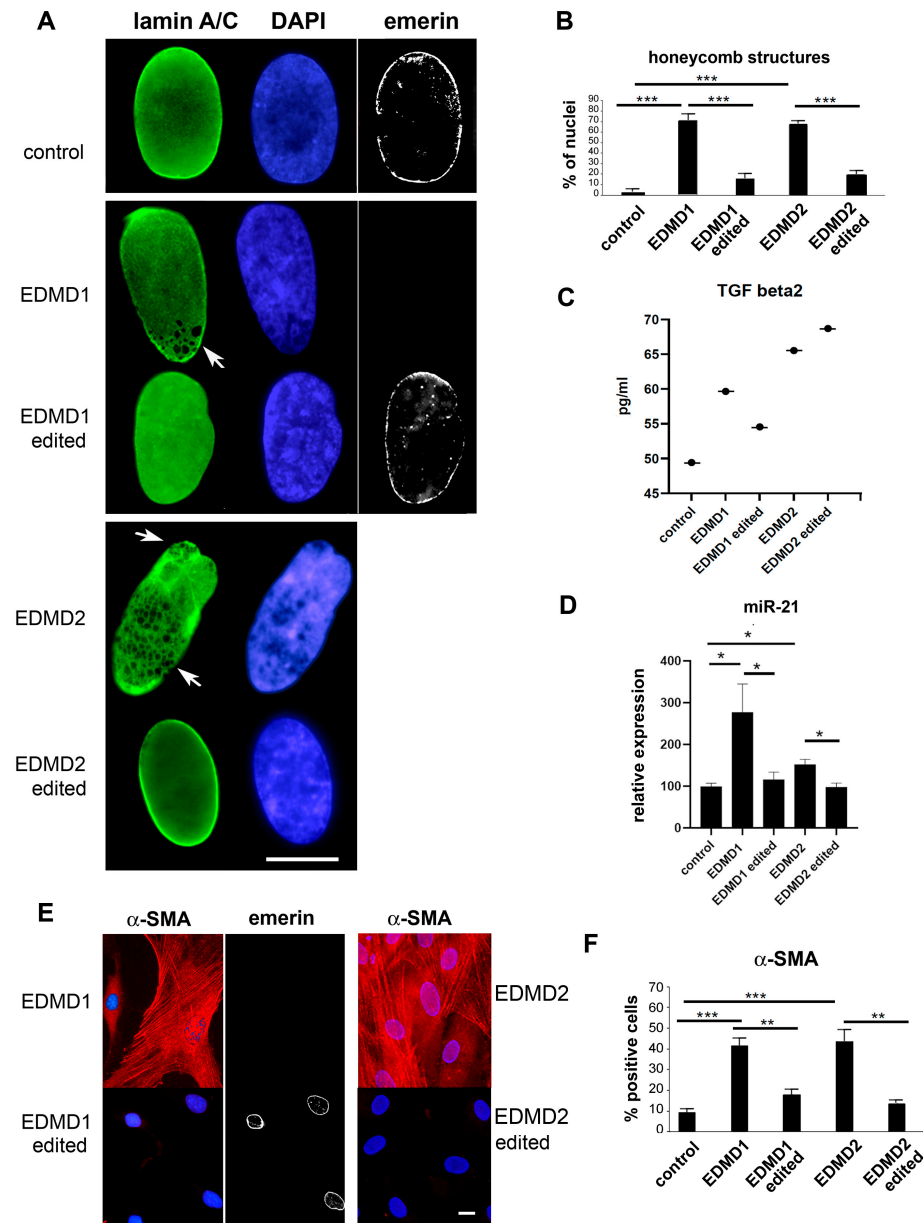 A
lamin A/C DAPI emerin
control
EDMD1
EDMD1
edited
EDMD2
EDMD2
edited
B
honeycomb structures
***
*** *** ***
% of nuclei
90
80
70
60
50
40
30
20
10
0
control
EDMD1
EDMD1
edited
EDMD2
EDMD2
edited
C
TGF beta2
pg/ml
70
65
60
55
50
45
control
EDMD1
EDMD1 edited
EDMD2
EDMD2 edited
D
miR-21
*
* * *
relative expression
400
300
200
100
0
control
EDMD1
EDMD1 edited
EDMD2
EDMD2 edited
E
α-SMA emerin α-SMA
EDMD1
EDMD2
EDMD1
edited
EDMD2
edited
F
α-SMA
***
*** ** **
% positive cells
70
60
50
40
30
20
10
0
control
EDMD1
EDMD1
edited
EDMD2
EDMD2
edited